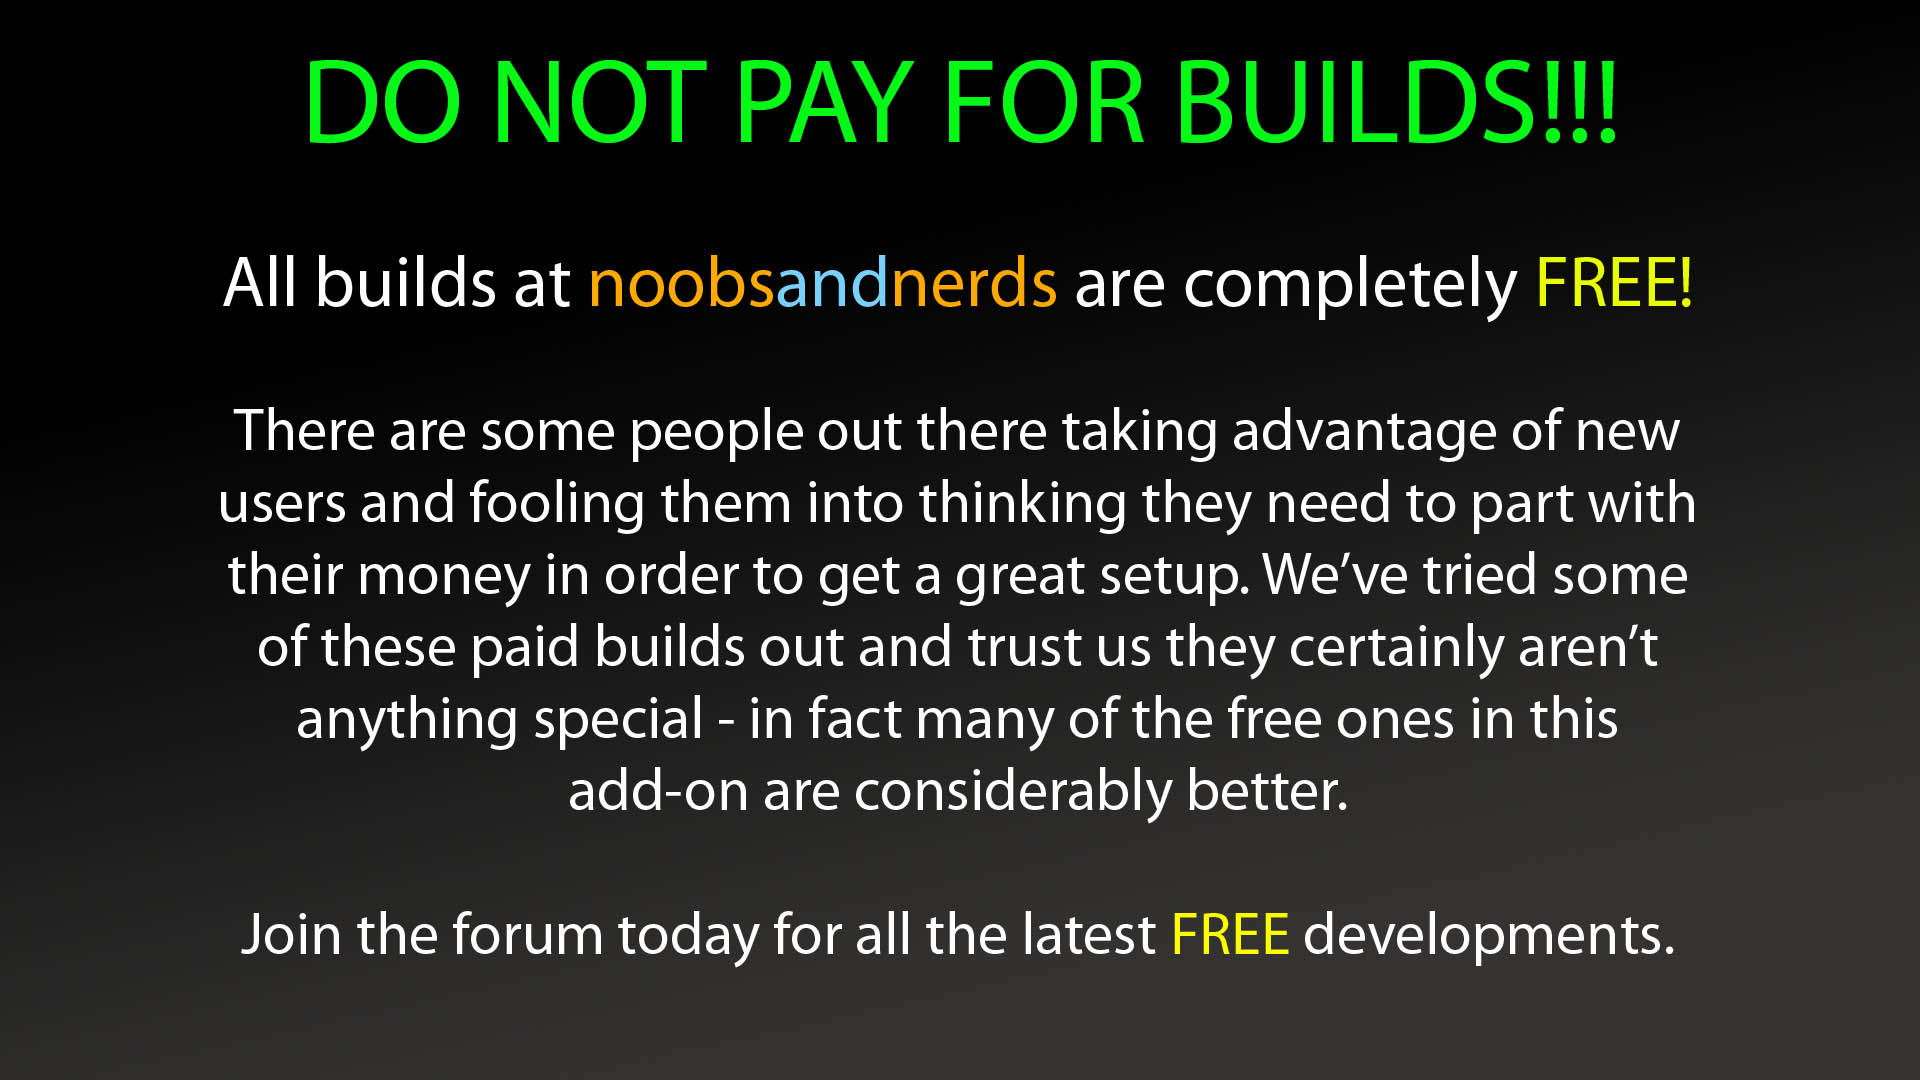 DO NOT PAY FOR BUILDS!!!
All builds at noobsandnerds are completely FREE!
There are some people out there taking advantage of new
users and fooling them into thinking they need to part with
their money in order to get a great setup. We’ve tried some
of these paid builds out and trust us they certainly aren’t
anything special - in fact many of the free ones in this
add-on are considerably better.
Join the forum today for all the latest FREE developments.